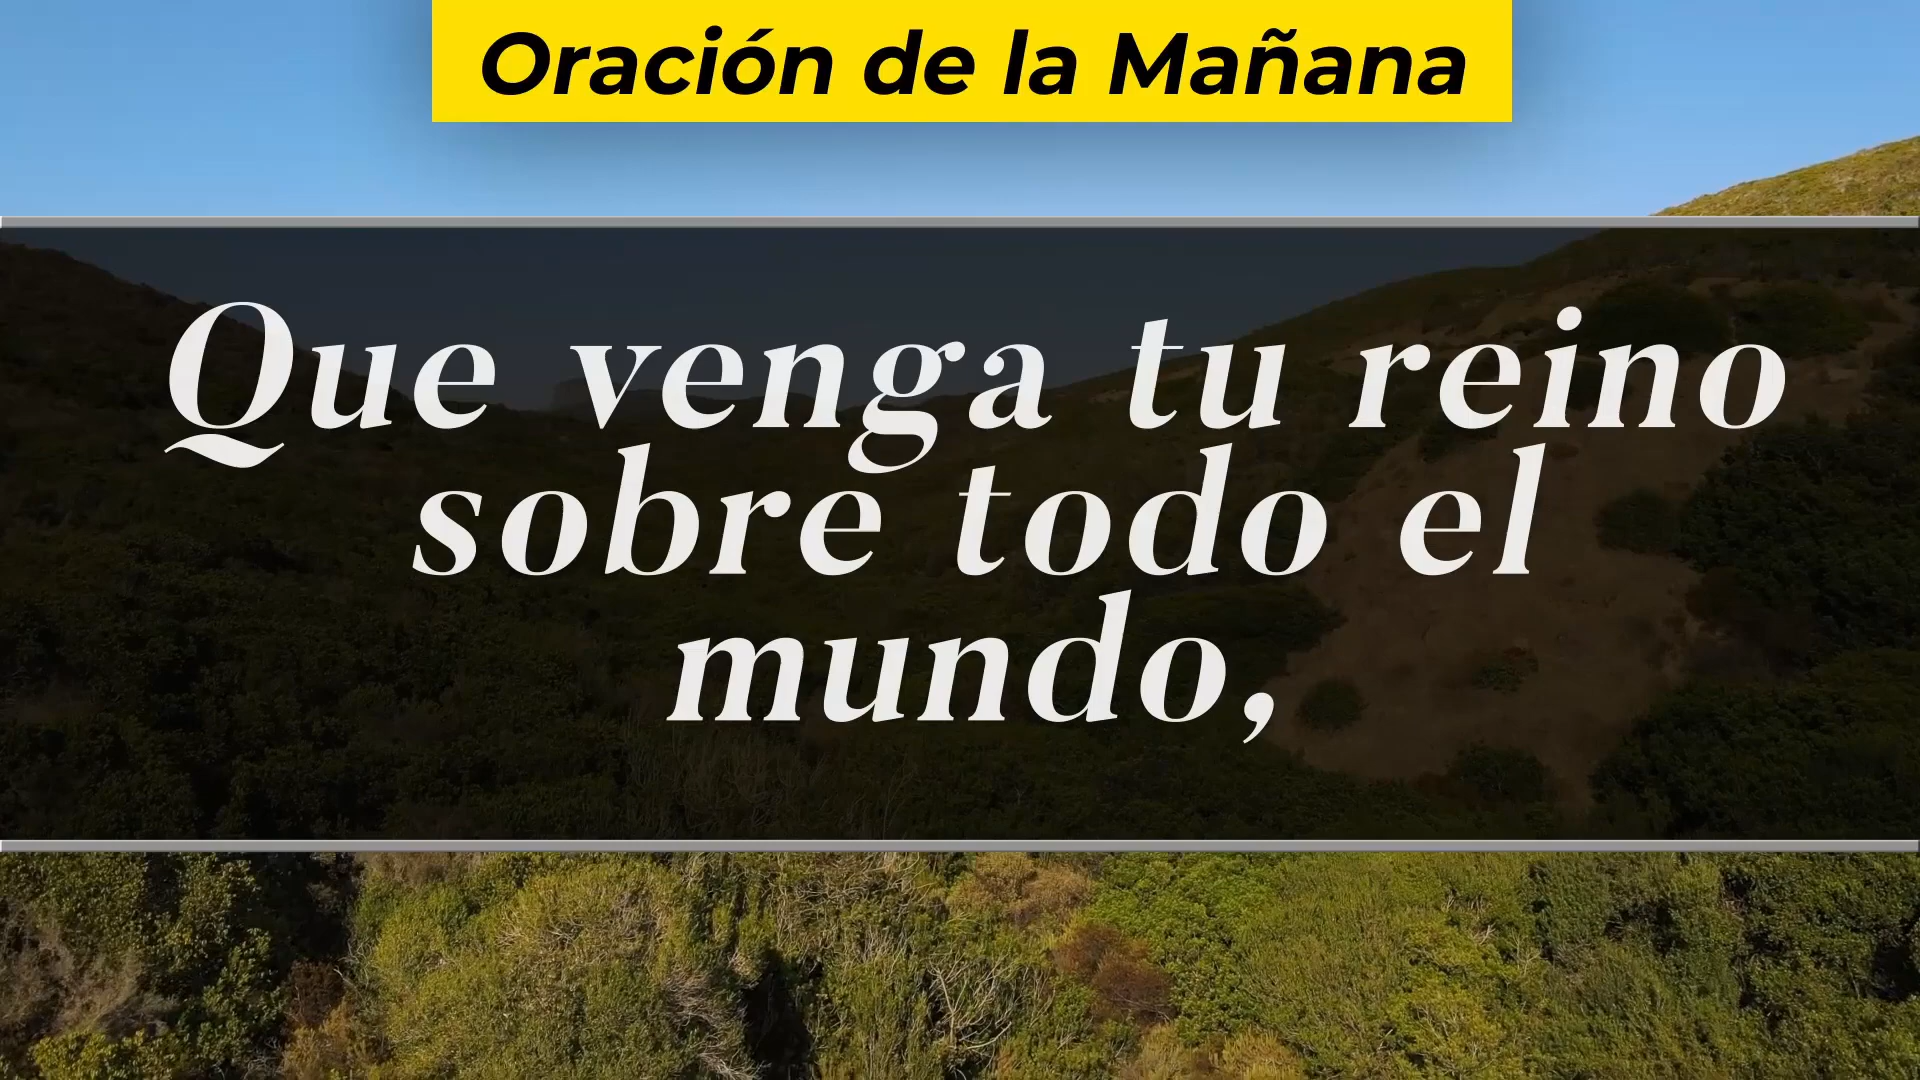 Oración de la Mañana
Que venga tu reino
sobre todo el
mundo,